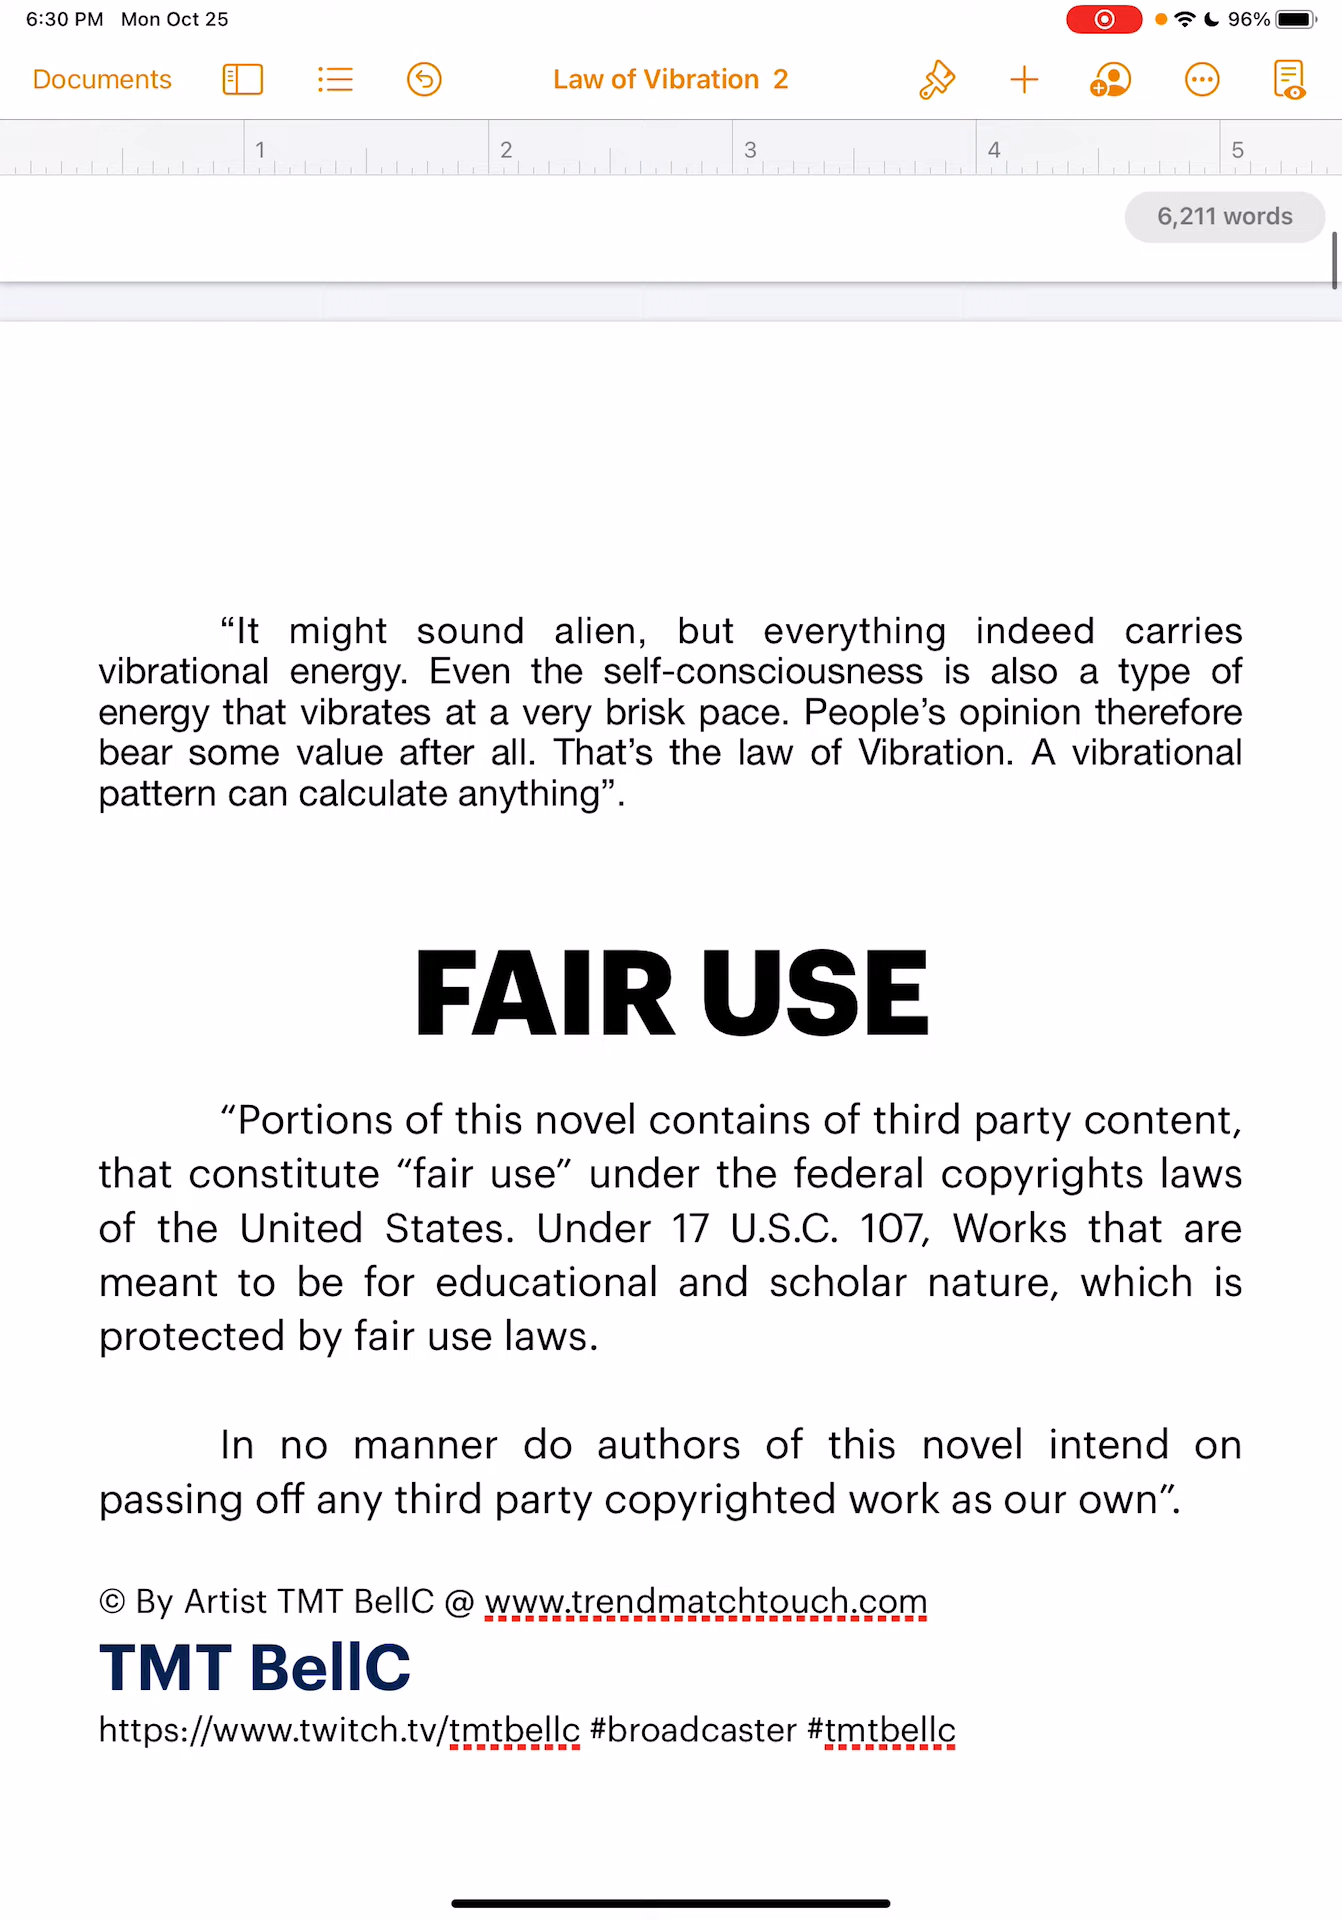 6:30 PM Mon Oct 25 96%
Documents Law of Vibration 2
1 2 3 4 5
6,211 words
“It might sound alien, but everything indeed carries
vibrational energy. Even the self-consciousness is also a type of
energy that vibrates at a very brisk pace. People’s opinion therefore
bear some value after all. That’s the law of Vibration. A vibrational
pattern can calculate anything”.
FAIR USE
“Portions of this novel contains of third party content,
that constitute “fair use” under the federal copyrights laws
of the United States. Under 17 U.S.C. 107, Works that are
meant to be for educational and scholar nature, which is
protected by fair use laws.
In no manner do authors of this novel intend on
passing off any third party copyrighted work as our own”.
© By Artist TMT BellC @ www.trendmatchtouch.com
TMT BellC
https://www.twitch.tv/tmtbellc #broadcaster #tmtbellc